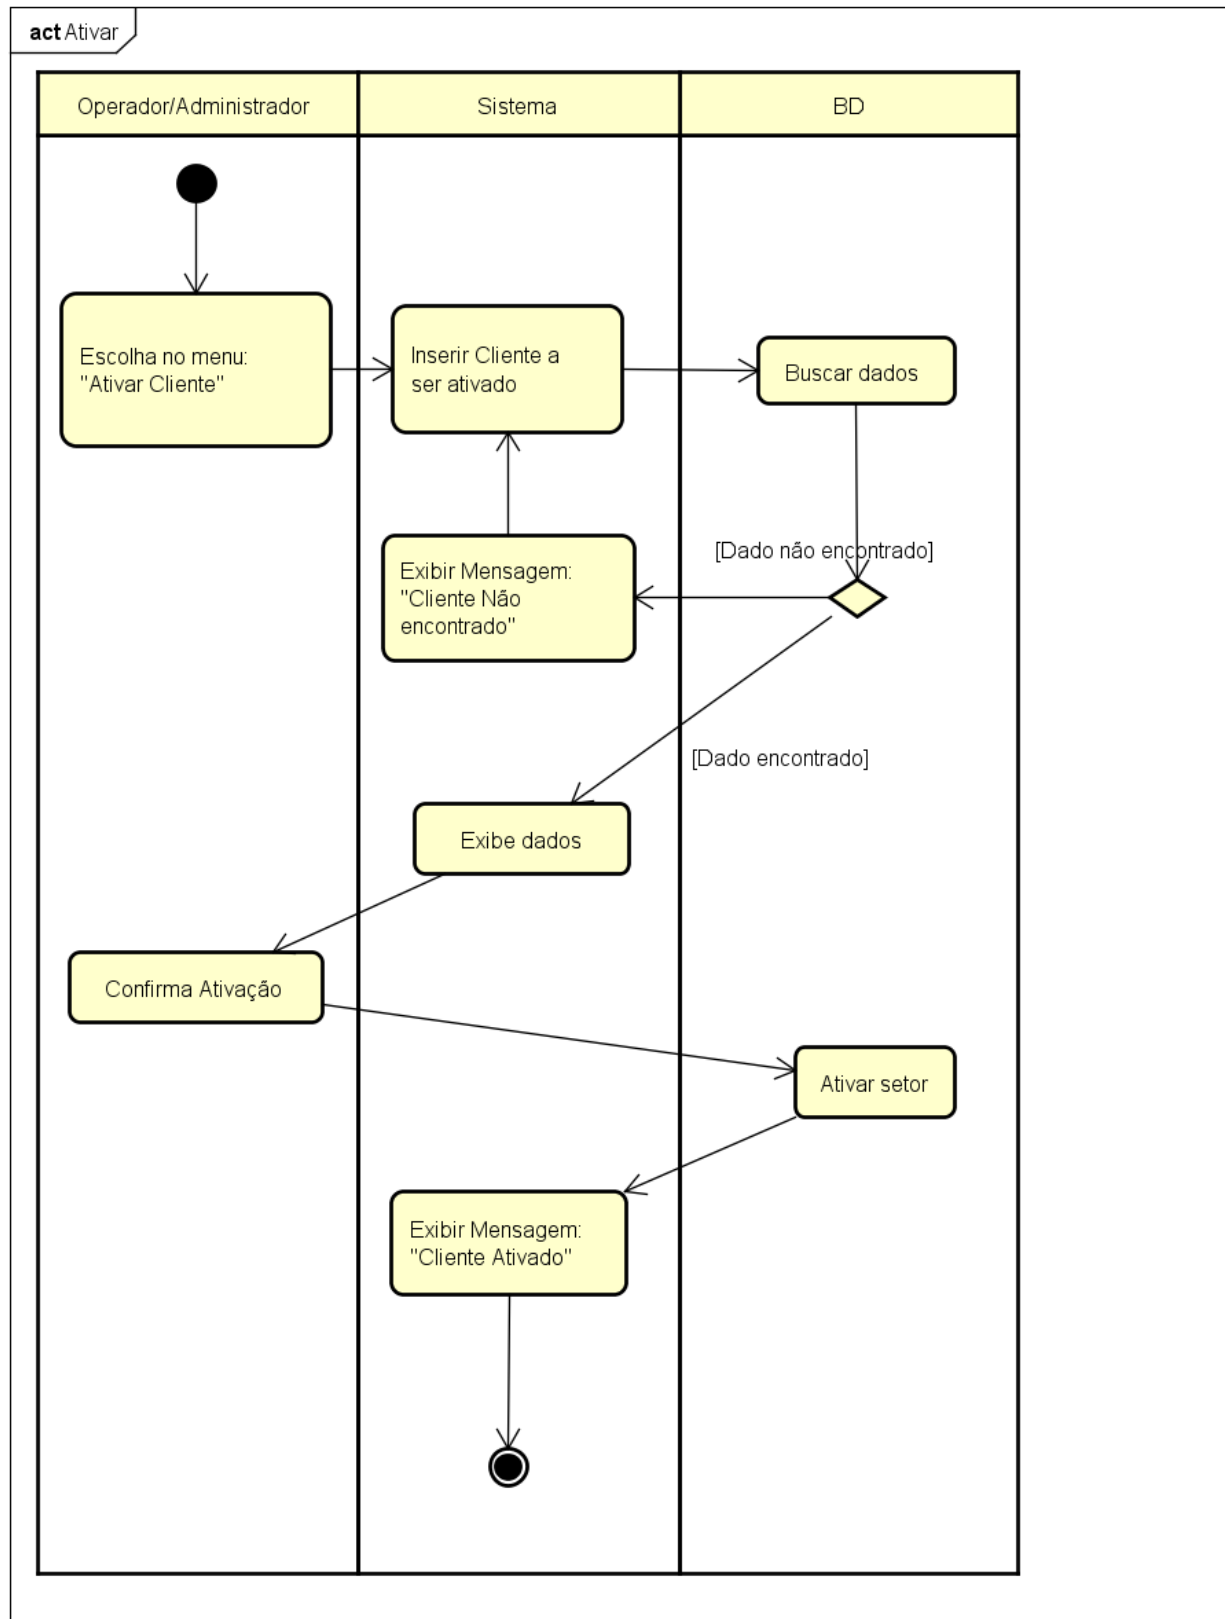 act Ativar
Operador/Administrador
Sistema
BD
Escolha no menu:
"Ativar Cliente"
Inserir Cliente a
ser ativado
Buscar dados
[Dado não encontrado]
Exibir Mensagem:
"Cliente Não
encontrado"
[Dado encontrado]
Exibe dados
Confirma Ativação
Ativar setor
Exibir Mensagem:
"Cliente Ativado"